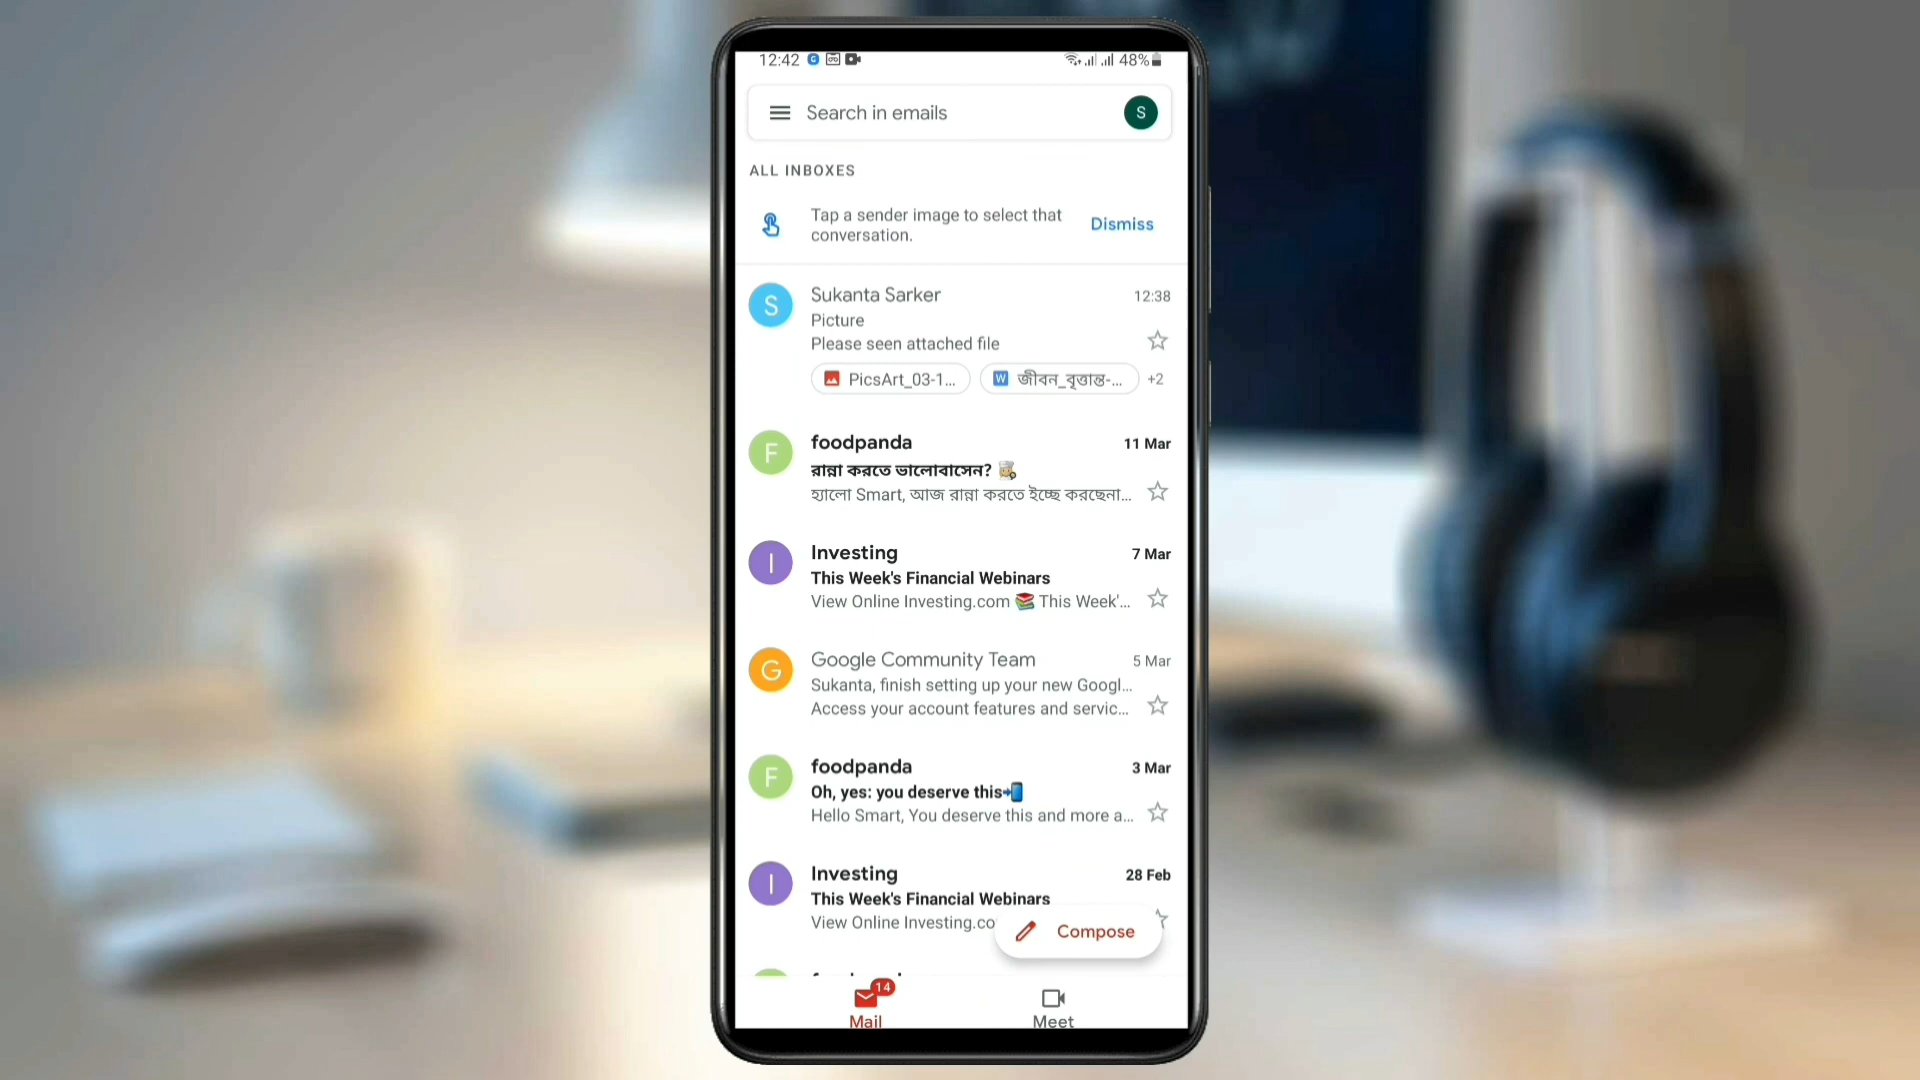 12:42 48%
Search in emails S
ALL INBOXES
Tap a sender image to select that
conversation.
Dismiss
S Sukanta Sarker 12:38
Picture
Please seen attached file
PicsArt_03-1... W জীবন_বৃত্তান্ত-... +2
F foodpanda 11 Mar
রান্না করতে ভালোবাসেন?
হ্যালো Smart, আজ রান্না করতে ইচ্ছে করছেনা...
I Investing 7 Mar
This Week's Financial Webinars
View Online Investing.com 📚 This Week'...
G Google Community Team 5 Mar
Sukanta, finish setting up your new Googl...
Access your account features and servic...
F foodpanda 3 Mar
Oh, yes: you deserve this📲
Hello Smart, You deserve this and more a...
I Investing 28 Feb
This Week's Financial Webinars
View Online Investing.co
Compose
14
Mail Meet